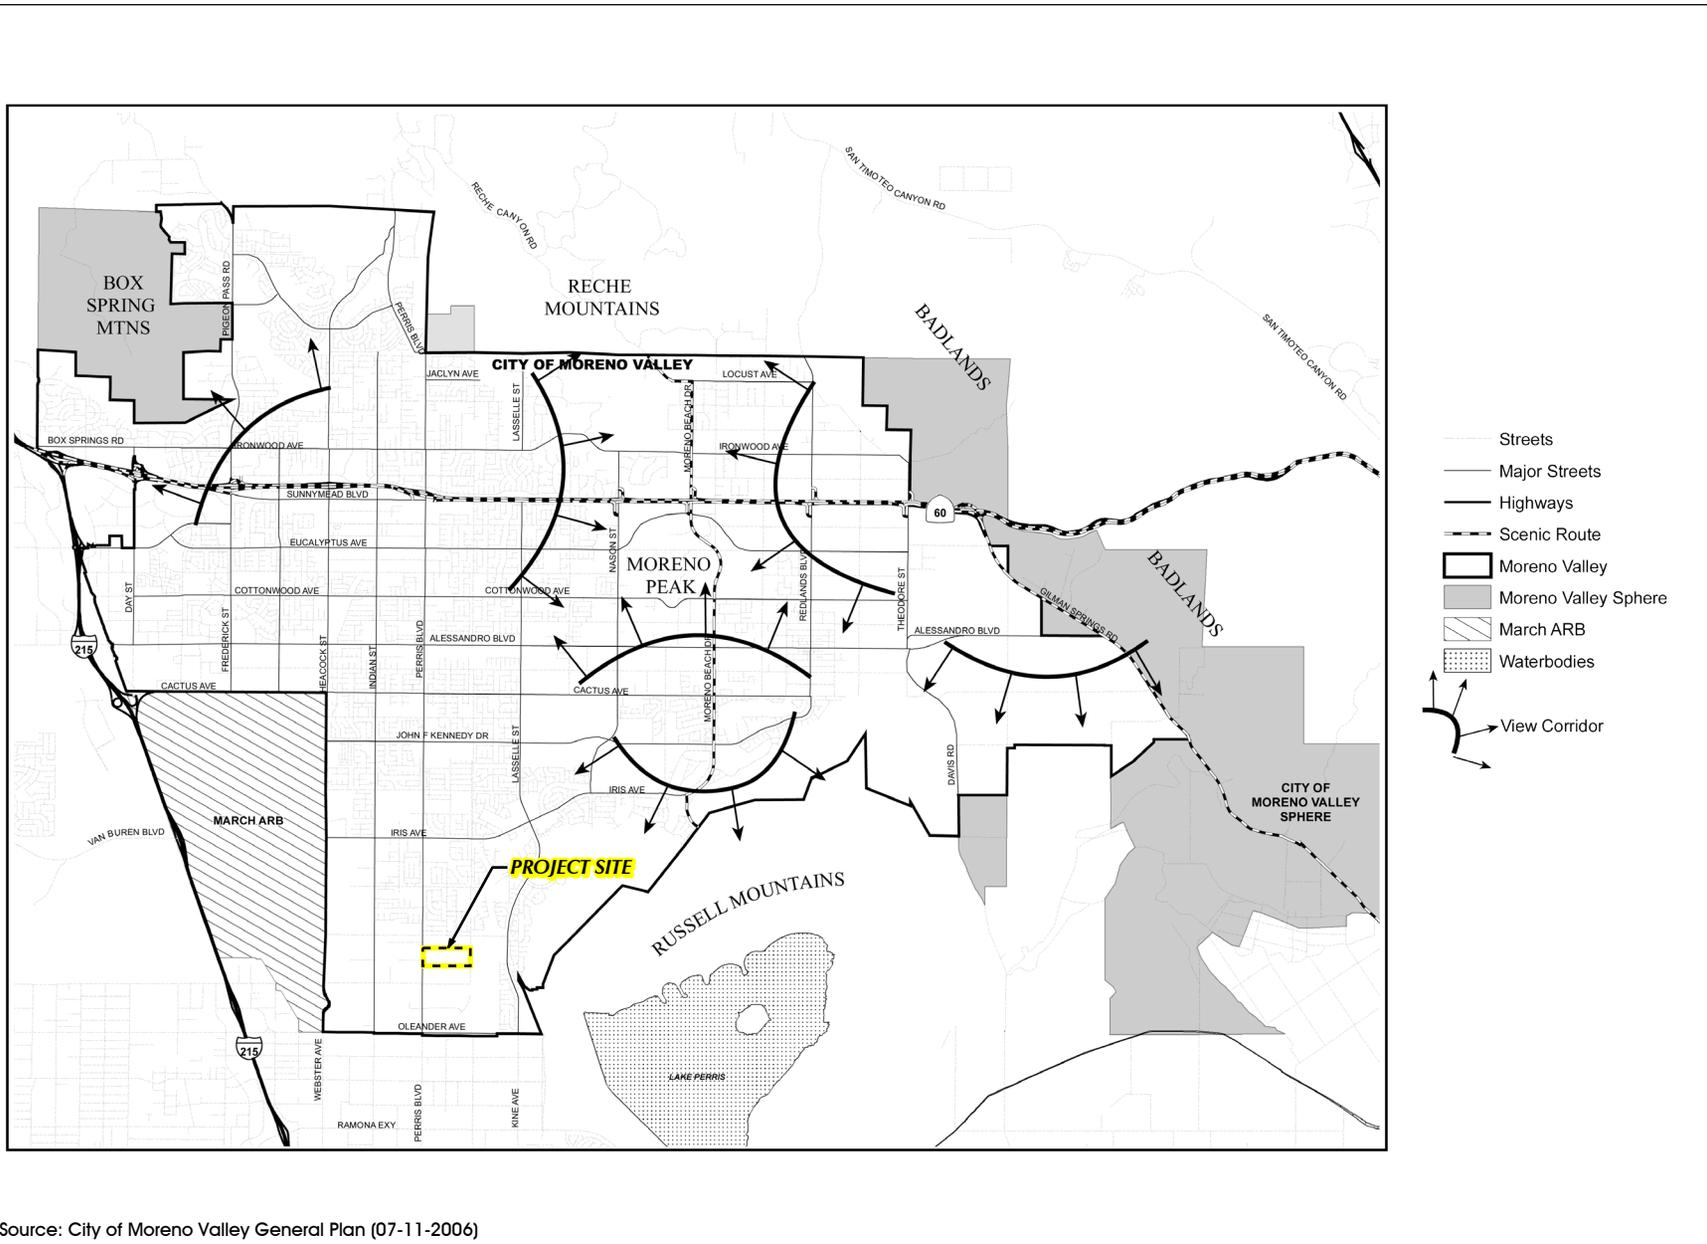 SAN TIMOTEO CANYON RD
RECHE CANYON RD
BOX
SPRING
MTNS
PIGEON PASS RD
RECHE
MOUNTAINS
PERRIS BLVD
BADLANDS
SAN TIMOTEO CANYON RD
CITY OF MORENO VALLEY
JACLYN AVE
LOCUST AVE
LASSELLE ST
MORENO BEACH DR
BOX SPRINGS RD
IRONWOOD AVE
IRONWOOD AVE
SUNNYMEAD BLVD
60
EUCALYPTUS AVE
NASON ST
MORENO
PEAK
REDLANDS BLVD
THEODORE ST
BADLANDS
DAY ST
COTTONWOOD AVE
COTTONWOOD AVE
GILMAN SPRINGS RD
FREDERICK ST
HEACOCK ST
INDIAN ST
PERRIS BLVD
ALESSANDRO BLVD
ALESSANDRO BLVD
215
CACTUS AVE
CACTUS AVE
MORENO BEACH DR
JOHN F KENNEDY DR
LASSELLE ST
DAVIS RD
IRIS AVE
CITY OF
MORENO VALLEY
SPHERE
MARCH ARB
VAN BUREN BLVD
IRIS AVE
PROJECT SITE
RUSSELL MOUNTAINS
OLEANDER AVE
215
WEBSTER AVE
LAKE PERRIS
PERRIS BLVD
KINE AVE
RAMONA EXY
Streets
Major Streets
Highways
Scenic Route
Moreno Valley
Moreno Valley Sphere
March ARB
Waterbodies
View Corridor
Source: City of Moreno Valley General Plan (07-11-2006)